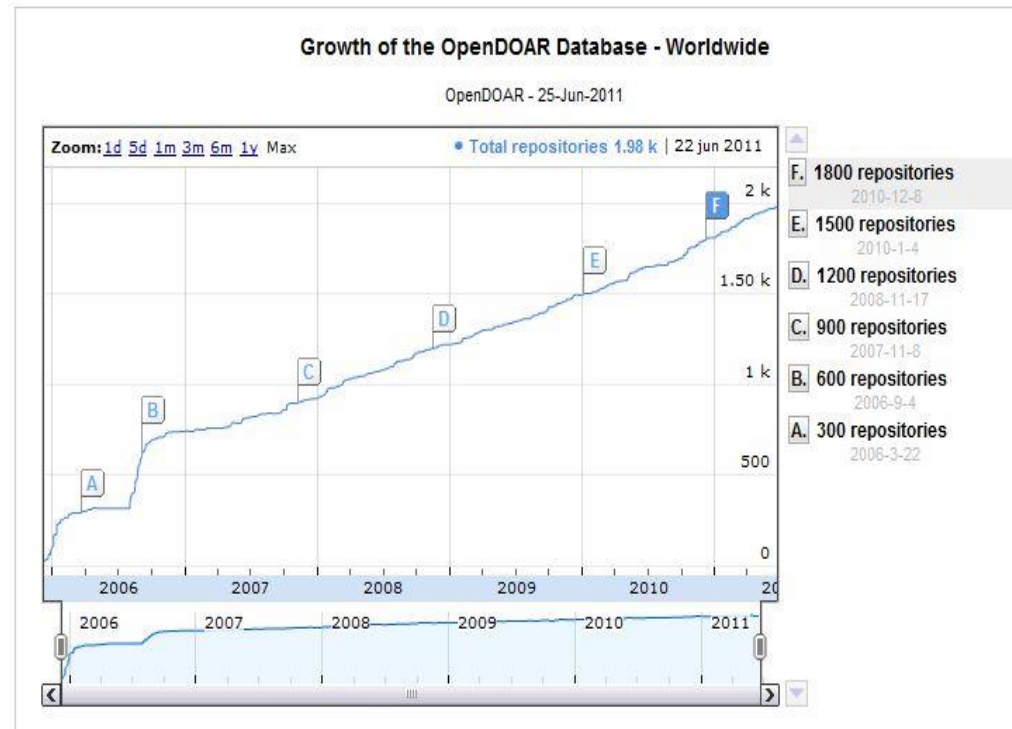 Growth of the OpenDOAR Database - Worldwide
OpenDOAR - 25-Jun-2011
Zoom: 1d 5d 1m 3m 6m 1y Max
• Total repositories 1.98 k | 22 jun 2011
2 k
1.50 k
1 k
500
0
A
B
C
D
E
F
2006 2007 2008 2009 2010 20
2006 2007 2008 2009 2010 2011
F. 1800 repositories
2010-12-8
E. 1500 repositories
2010-1-4
D. 1200 repositories
2008-11-17
C. 900 repositories
2007-11-8
B. 600 repositories
2006-9-4
A. 300 repositories
2006-3-22